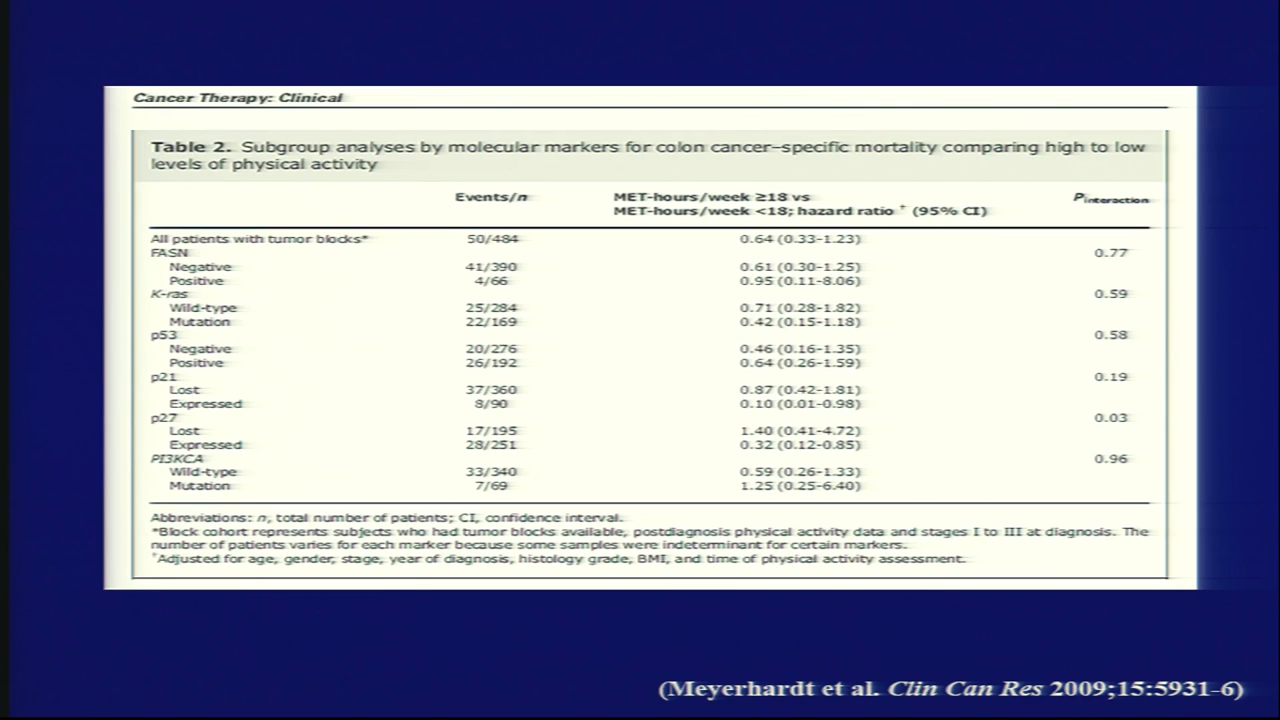 Cancer Therapy: Clinical
Table 2. Subgroup analyses by molecular markers for colon cancer–specific mortality comparing high to low
levels of physical activity
Events/n MET-hours/week ≥18 vs MET-hours/week <18; hazard ratio † (95% CI) Pinteraction
All patients with tumor blocks* 50/484 0.64 (0.33-1.23)
FASN 0.77
Negative 41/390 0.61 (0.30-1.25)
Positive 4/66 0.95 (0.11-8.06)
K-ras 0.59
Wild-type 25/284 0.71 (0.28-1.82)
Mutation 22/169 0.42 (0.15-1.18)
p53 0.58
Negative 20/276 0.46 (0.16-1.35)
Positive 26/192 0.64 (0.26-1.59)
p21 0.19
Lost 37/360 0.87 (0.42-1.81)
Expressed 8/90 0.10 (0.01-0.98)
p27 0.03
Lost 17/195 1.40 (0.41-4.72)
Expressed 28/251 0.32 (0.12-0.85)
PI3KCA 0.96
Wild-type 33/340 0.59 (0.26-1.33)
Mutation 7/69 1.25 (0.25-6.40)
Abbreviations: n, total number of patients; CI, confidence interval.
*Block cohort represents subjects who had tumor blocks available, postdiagnosis physical activity data and stages I to III at diagnosis. The
number of patients varies for each marker because some samples were indeterminant for certain markers.
†Adjusted for age, gender, stage, year of diagnosis, histology grade, BMI, and time of physical activity assessment.
(Meyerhardt et al. Clin Can Res 2009;15:5931-6)